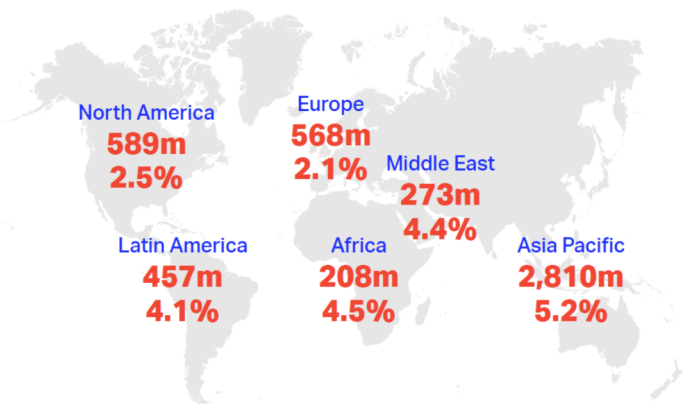 North America
589m
2.5%
Europe
568m
2.1%
Middle East
273m
4.4%
Latin America
457m
4.1%
Africa
208m
4.5%
Asia Pacific
2,810m
5.2%